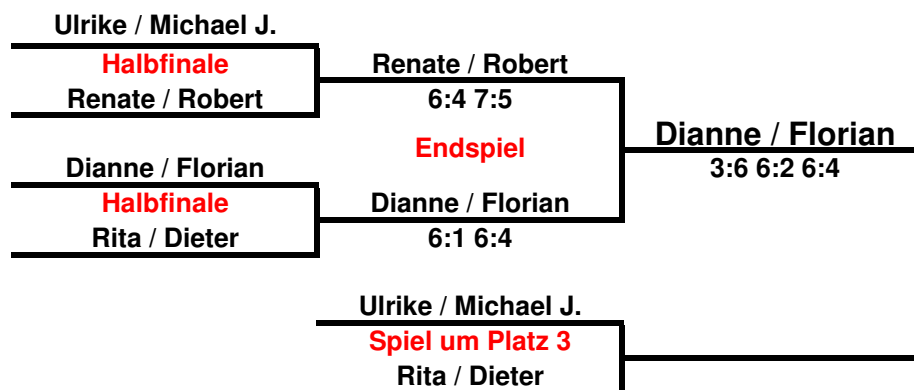 Ulrike / Michael J.
Halbfinale
Renate / Robert
Renate / Robert
6:4 7:5
Endspiel
Dianne / Florian
3:6 6:2 6:4
Dianne / Florian
Halbfinale
Rita / Dieter
Dianne / Florian
6:1 6:4
Ulrike / Michael J.
Spiel um Platz 3
Rita / Dieter